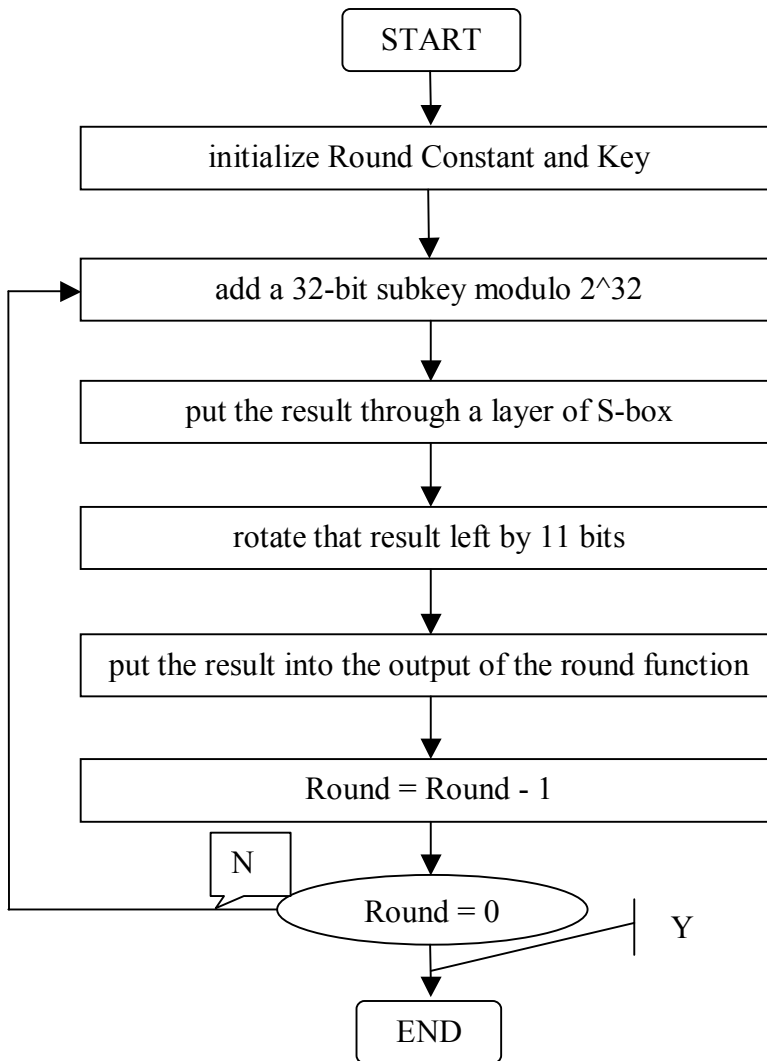 START
initialize Round Constant and Key
add a 32-bit subkey modulo 2^32
put the result through a layer of S-box
rotate that result left by 11 bits
put the result into the output of the round function
Round = Round - 1
N
Round = 0
Y
END